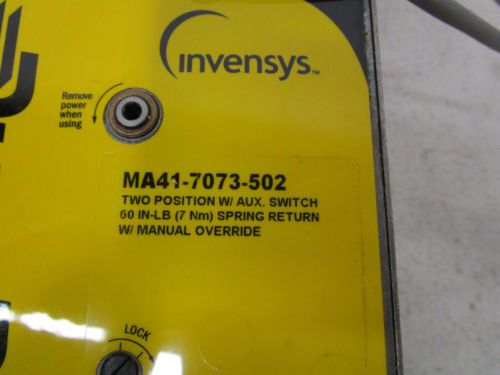 invensys™
Remove
power
when
using
MA41-7073-502
TWO POSITION W/ AUX. SWITCH
60 IN-LB (7 Nm) SPRING RETURN
W/ MANUAL OVERRIDE
LOCK